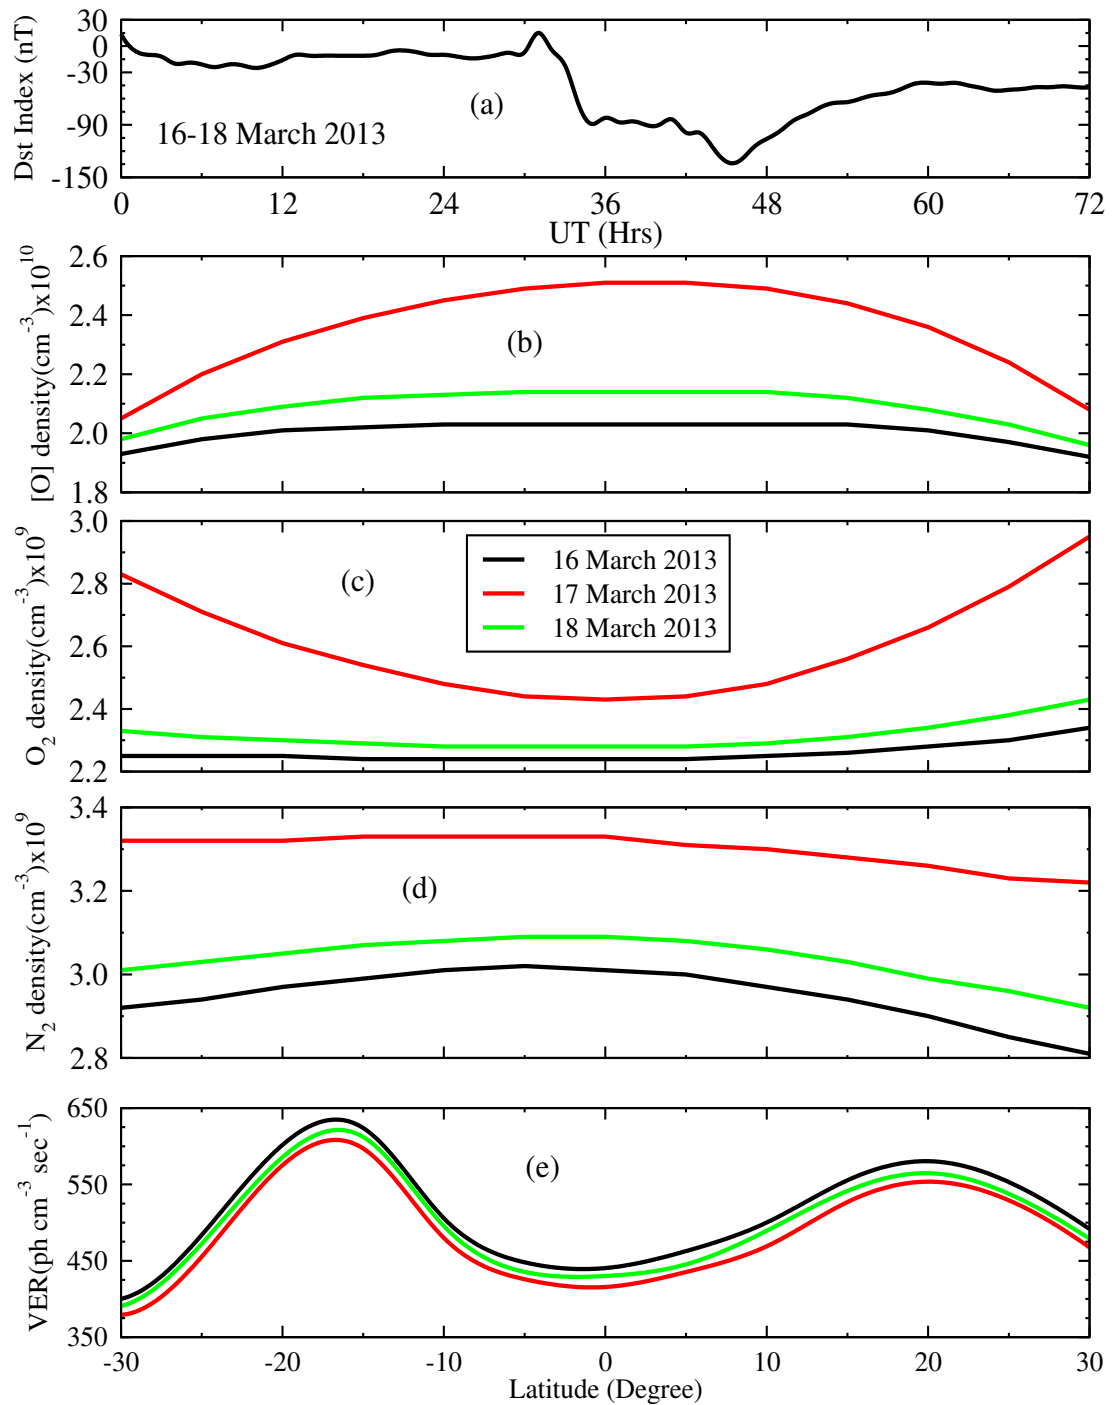 30
0
-30
-90
-150
Dst Index (nT)
(a)
16-18 March 2013
0 12 24 36 48 60 72
UT (Hrs)
2.6
2.4
2.2
2.0
1.8
[O] density(cm-3)x1010
(b)
3.0
2.8
2.6
2.4
2.2
O2 density(cm-3)x109
(c)
16 March 2013
17 March 2013
18 March 2013
3.4
3.2
3.0
2.8
N2 density(cm-3)x109
(d)
650
550
450
350
VER(ph cm-3 sec-1)
(e)
-30 -20 -10 0 10 20 30
Latitude (Degree)